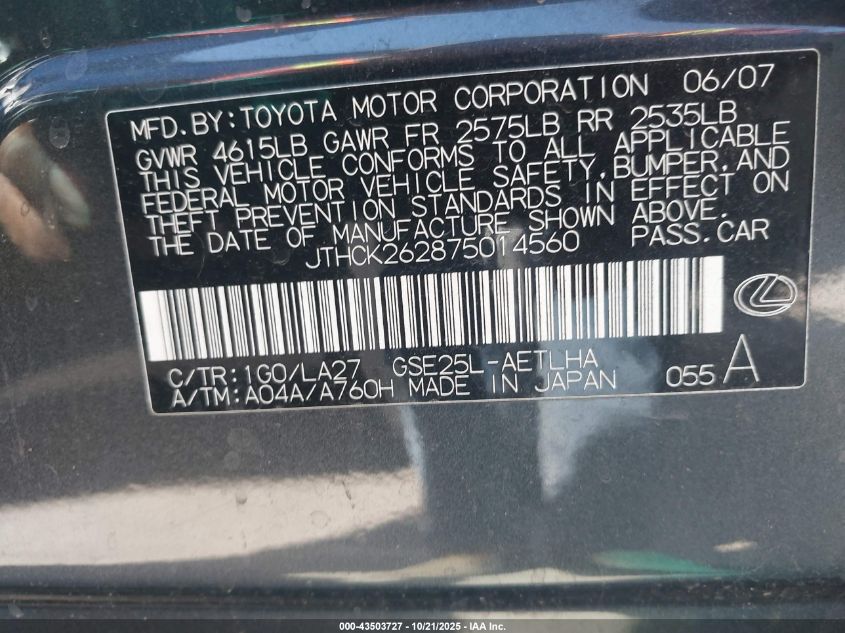 MFD.BY:TOYOTA MOTOR CORPORATION 06/07
GVWR 4615LB GAWR FR 2575LB RR 2535LB
THIS VEHICLE CONFORMS TO ALL APPLICABLE
FEDERAL MOTOR VEHICLE SAFETY,BUMPER,AND
THEFT PREVENTION STANDARDS IN EFFECT ON
THE DATE OF MANUFACTURE SHOWN ABOVE.
JTHCK262875014560 PASS.CAR
C/TR:1G0/LA27 GSE25L-AETLHA
A/TM:A04A/A760H MADE IN JAPAN 055 A
000-43503727 - 10/21/2025 - IAA Inc.